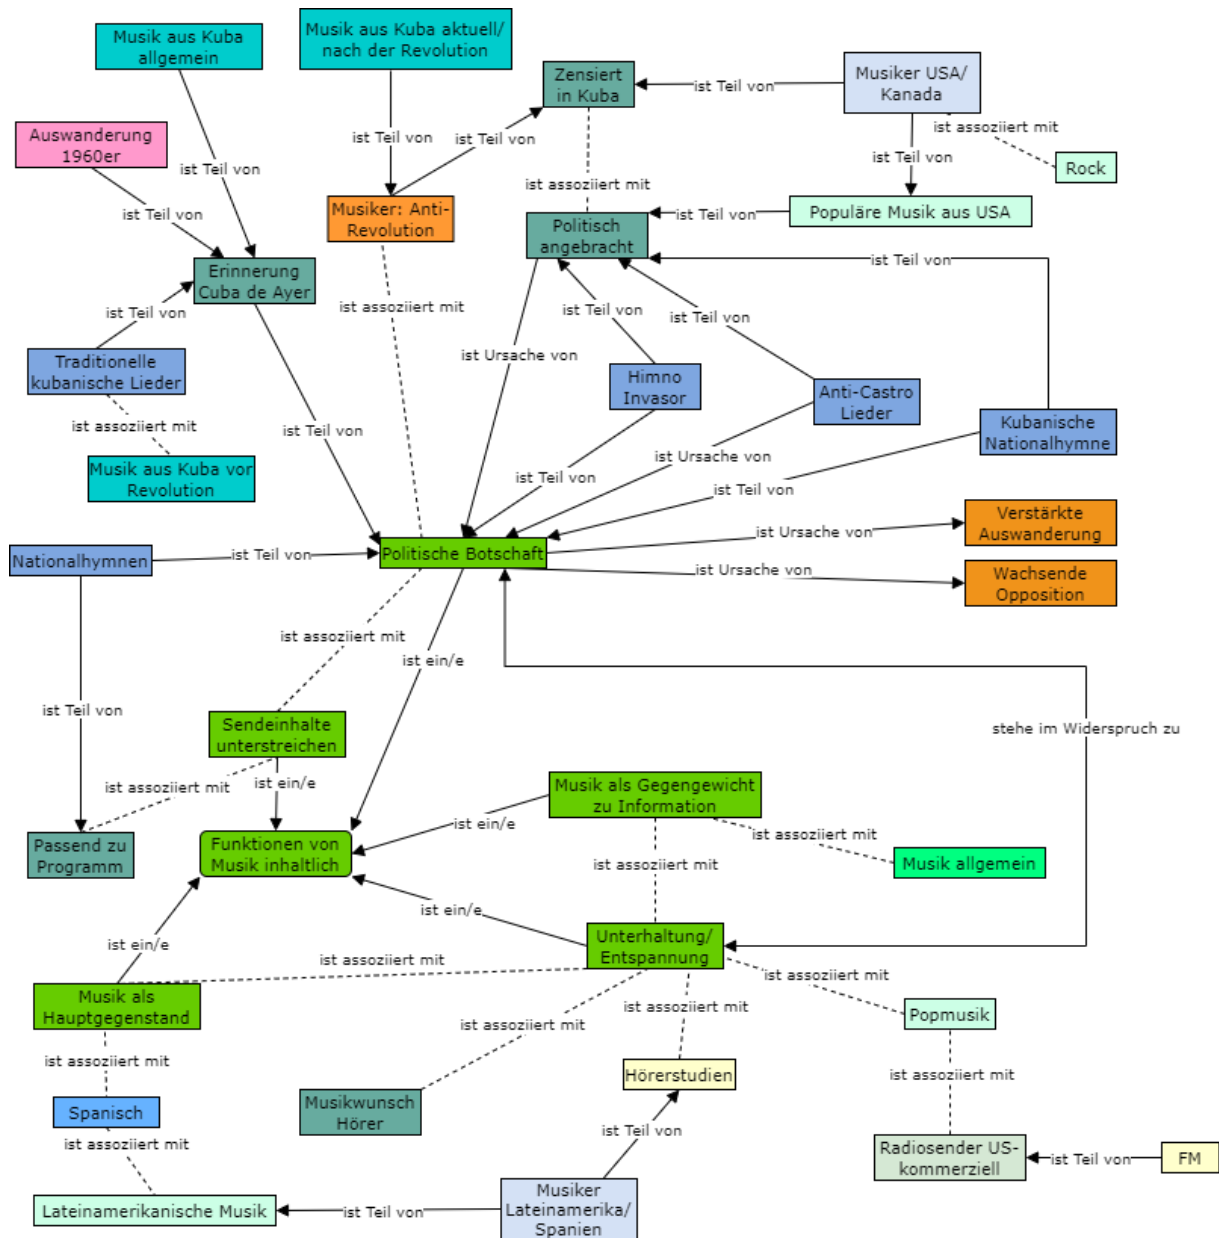 Musik aus Kuba
allgemein
Musik aus Kuba aktuell/
nach der Revolution
Zensiert
in Kuba
ist Teil von
Musiker USA/
Kanada
ist assoziiert mit
Auswanderung
1960er
ist Teil von
ist Teil von
ist Teil von
ist Teil von
Rock
ist assoziiert mit
ist Teil von
Musiker: Anti-
Revolution
Politisch
angebracht
ist Teil von
Populäre Musik aus USA
ist Teil von
Erinnerung
Cuba de Ayer
ist Teil von
ist assoziiert mit
ist Teil von
ist Teil von
Traditionelle
kubanische Lieder
ist Ursache von
Himno
Invasor
Anti-Castro
Lieder
Kubanische
Nationalhymne
ist assoziiert mit
ist Teil von
ist Ursache von
Musik aus Kuba vor
Revolution
ist Teil von
ist Teil von
Verstärkte
Auswanderung
ist Ursache von
Nationalhymnen
ist Teil von
Politische Botschaft
ist Ursache von
Wachsende
Opposition
ist assoziiert mit
ist ein/e
ist Teil von
Sendeinhalte
unterstreichen
stehe im Widerspruch zu
ist assoziiert mit
ist ein/e
Musik als Gegengewicht
zu Information
ist ein/e
ist assoziiert mit
Passend zu
Programm
Funktionen von
Musik inhaltlich
ist assoziiert mit
Musik allgemein
ist ein/e
ist ein/e
Unterhaltung/
Entspannung
ist assoziiert mit
ist assoziiert mit
Musik als
Hauptgegenstand
ist assoziiert mit
ist assoziiert mit
Popmusik
ist assoziiert mit
Hörerstudien
ist assoziiert mit
Spanisch
Musikwunsch
Hörer
ist assoziiert mit
ist Teil von
Radiosender US-
kommerziell
ist Teil von
FM
Lateinamerikanische Musik
ist Teil von
Musiker
Lateinamerika/
Spanien